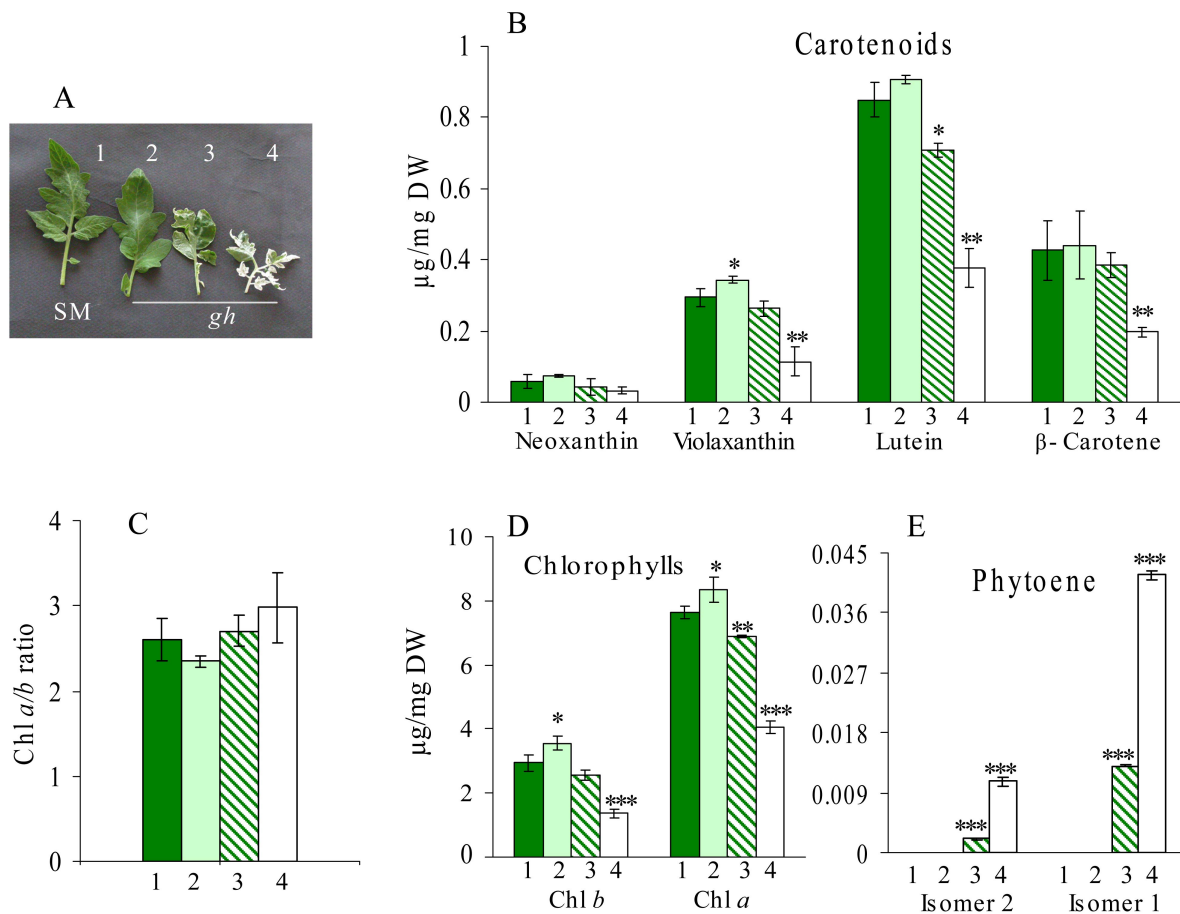 A
1 2 3 4
SM
gh
B
Carotenoids
µg/mg DW
1
0.8
0.6
0.4
0.2
0
* ** * ** **
1 2 3 4 1 2 3 4 1 2 3 4 1 2 3 4
Neoxanthin Violaxanthin Lutein β- Carotene
C
Chl a/b ratio
4
3
2
1
0
1 2 3 4
D
Chlorophylls
µg/mg DW
10
8
6
4
2
0
* *** * ** ***
1 2 3 4 1 2 3 4
Chl b Chl a
E
Phytoene
0.045
0.036
0.027
0.018
0.009
0
*** *** *** ***
1 2 3 4 1 2 3 4
Isomer 2 Isomer 1